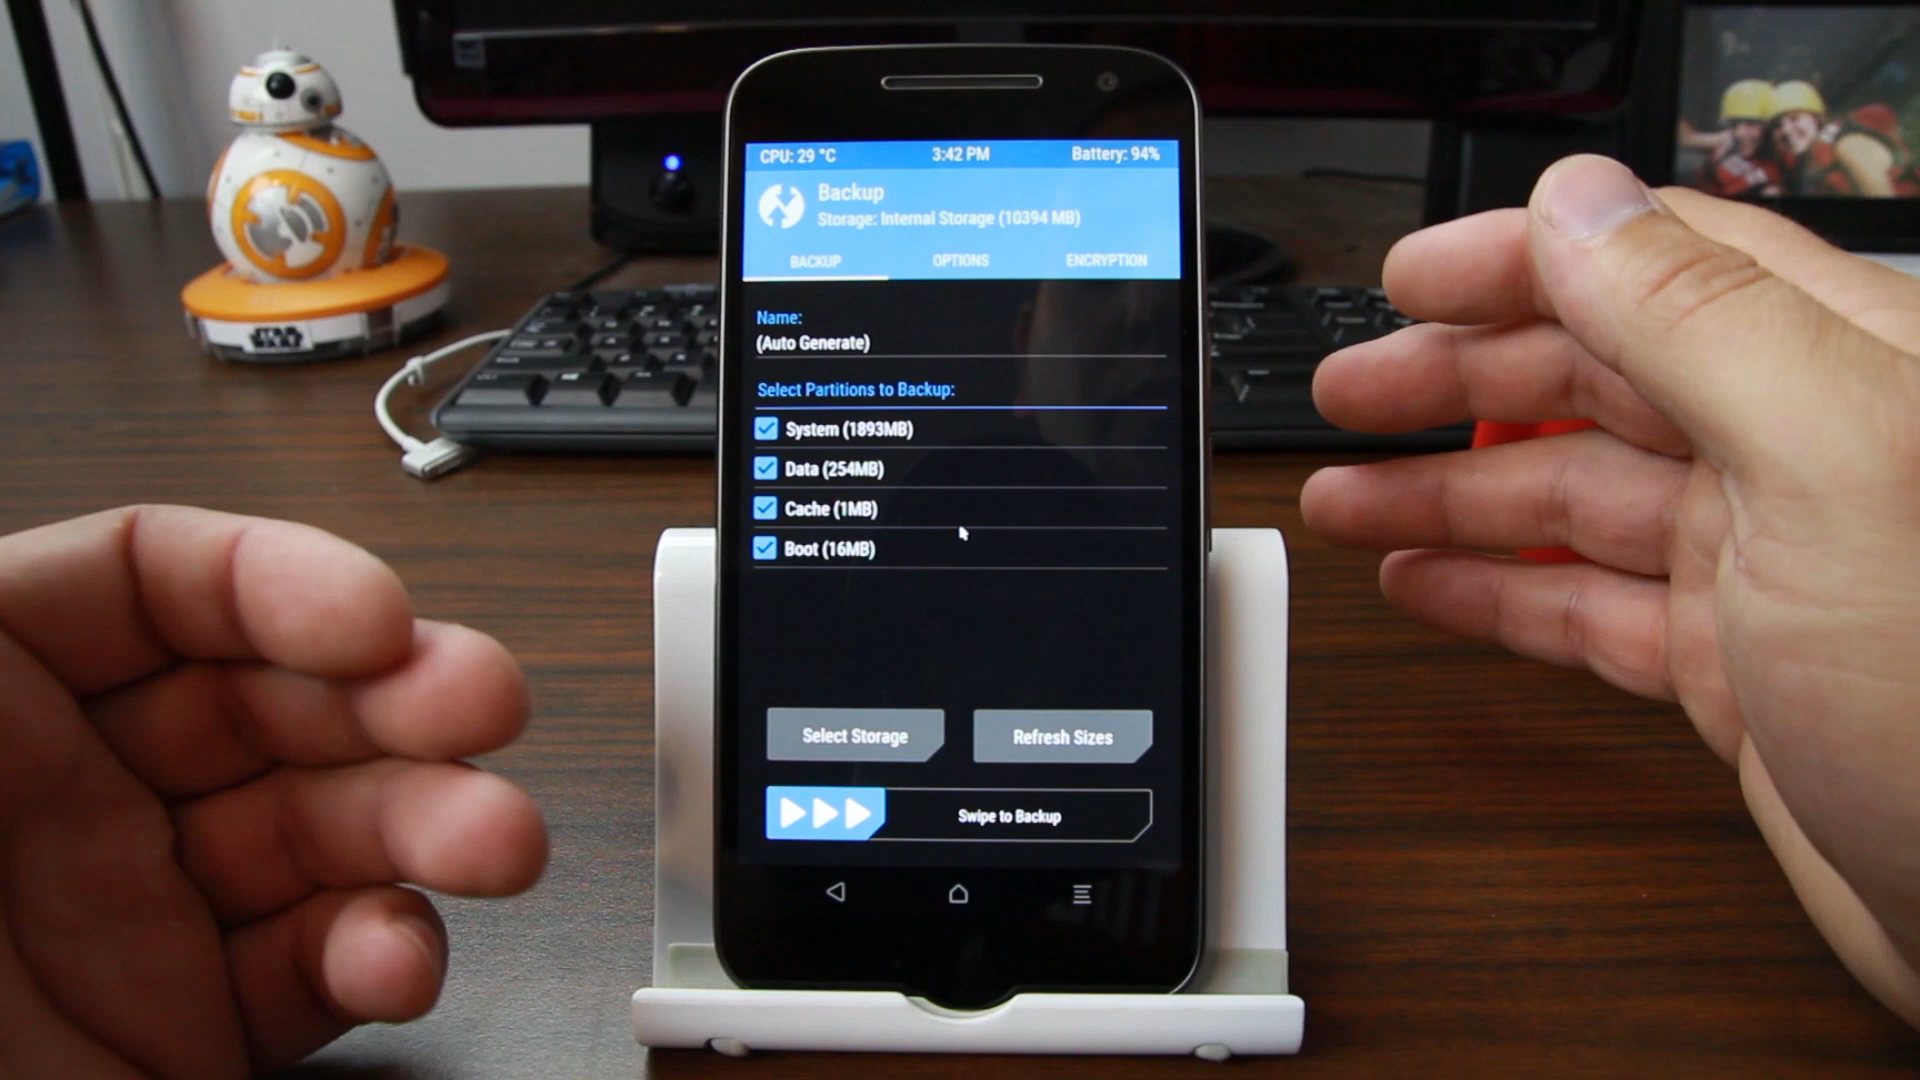 CPU: 29 °C 3:42 PM Battery: 94%
Backup
Storage: Internal Storage (10394 MB)
BACKUP OPTIONS ENCRYPTION
Name:
(Auto Generate)
Select Partitions to Backup:
System (1893MB)
Data (254MB)
Cache (1MB)
Boot (16MB)
Select Storage Refresh Sizes
Swipe to Backup
STAR WARS